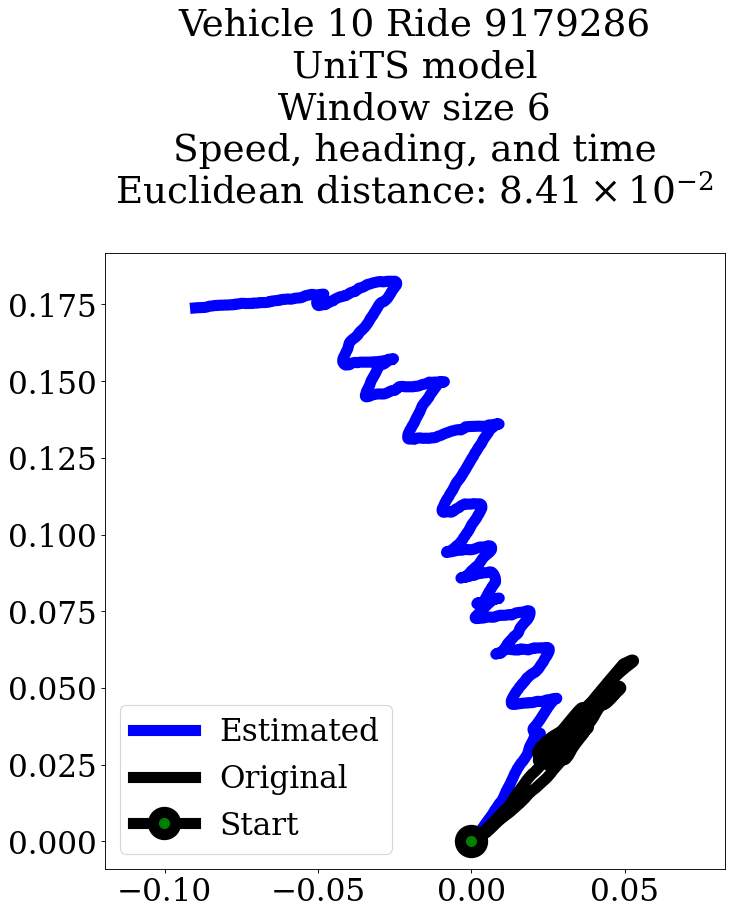 Vehicle 10 Ride 9179286
UniTS model
Window size 6
Speed, heading, and time
Euclidean distance: 8.41 × 10⁻²
0.175
0.150
0.125
0.100
0.075
0.050
0.025
0.000
Estimated
Original
Start
−0.10 −0.05 0.00 0.05